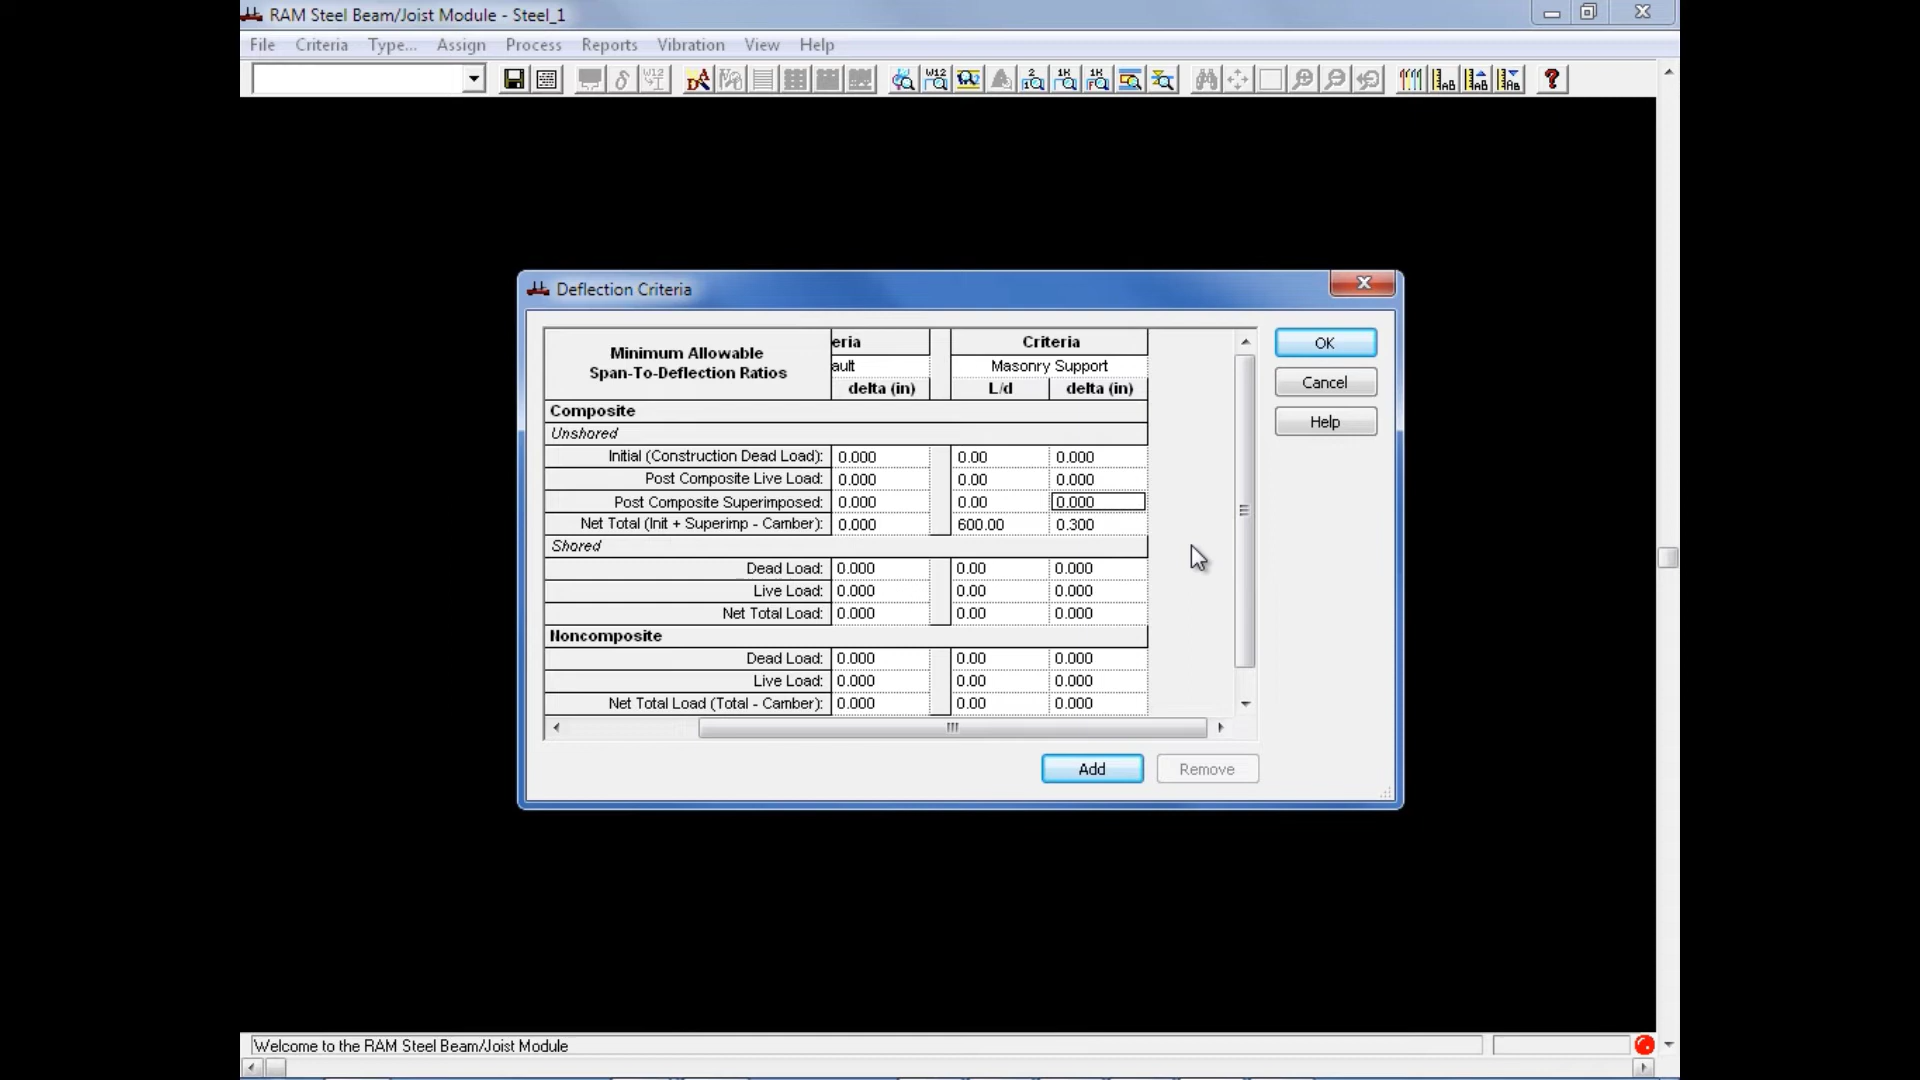 RAM Steel Beam/Joist Module - Steel_1
File Criteria Type... Assign Process Reports Vibration View Help
Deflection Criteria
Minimum Allowable
Span-To-Deflection Ratios
eria Criteria
ault Masonry Support
delta (in) L/d delta (in)
Composite
Unshored
Initial (Construction Dead Load): 0.000 0.00 0.000
Post Composite Live Load: 0.000 0.00 0.000
Post Composite Superimposed: 0.000 0.00 0.000
Net Total (Init + Superimp - Camber): 0.000 600.00 0.300
Shored
Dead Load: 0.000 0.00 0.000
Live Load: 0.000 0.00 0.000
Net Total Load: 0.000 0.00 0.000
Noncomposite
Dead Load: 0.000 0.00 0.000
Live Load: 0.000 0.00 0.000
Net Total Load (Total - Camber): 0.000 0.00 0.000
OK
Cancel
Help
Add Remove
Welcome to the RAM Steel Beam/Joist Module